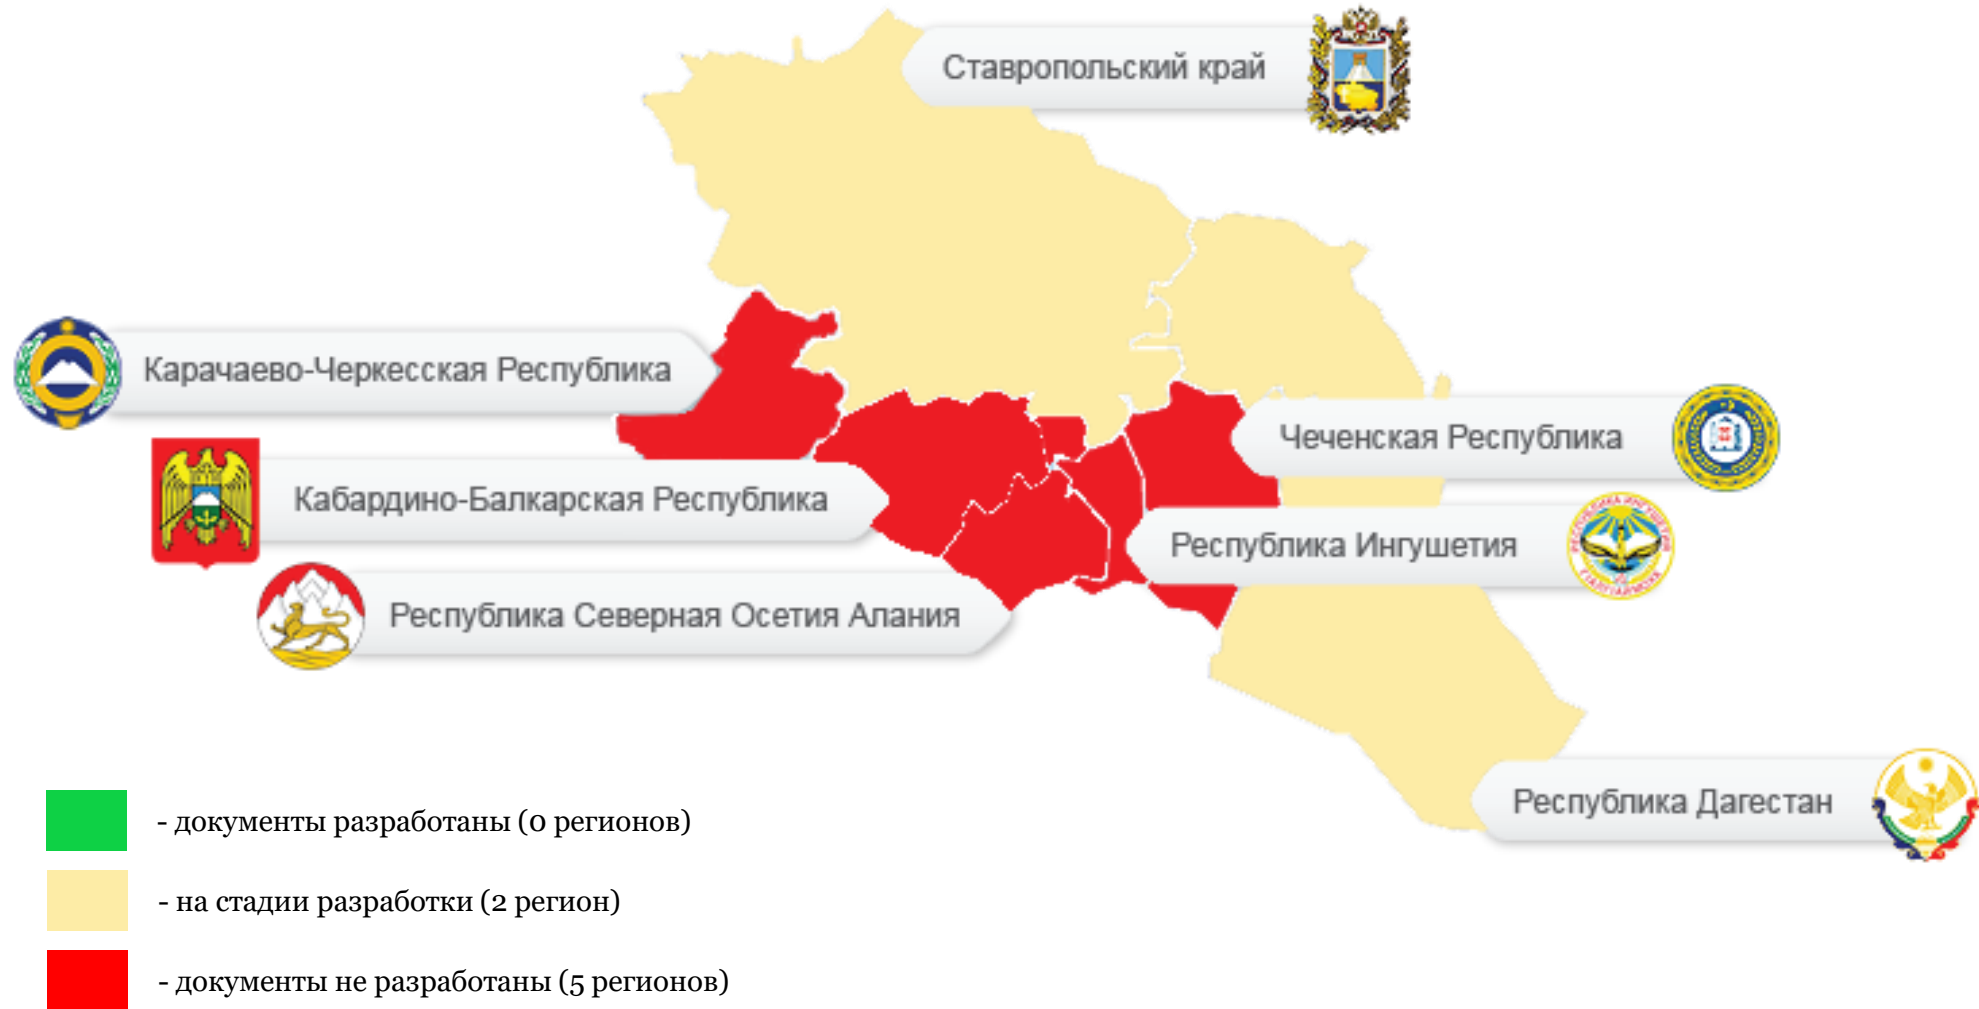 Ставропольский край
Карачаево-Черкесская Республика
Чеченская Республика
Кабардино-Балкарская Республика
Республика Ингушетия
Республика Северная Осетия Алания
Республика Дагестан
- документы разработаны (0 регионов)
- на стадии разработки (2 регион)
- документы не разработаны (5 регионов)